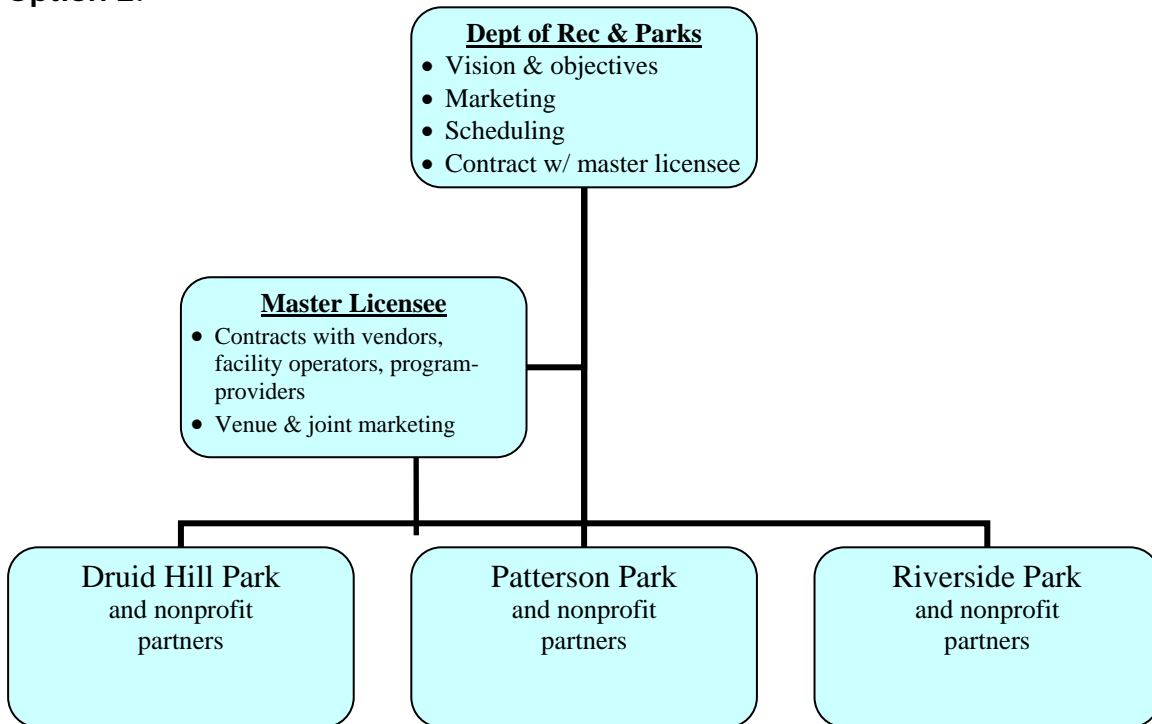 Dept of Rec & Parks
• Vision & objectives
• Marketing
• Scheduling
• Contract w/ master licensee
Master Licensee
• Contracts with vendors,
facility operators, program-
providers
• Venue & joint marketing
Druid Hill Park
and nonprofit
partners
Patterson Park
and nonprofit
partners
Riverside Park
and nonprofit
partners